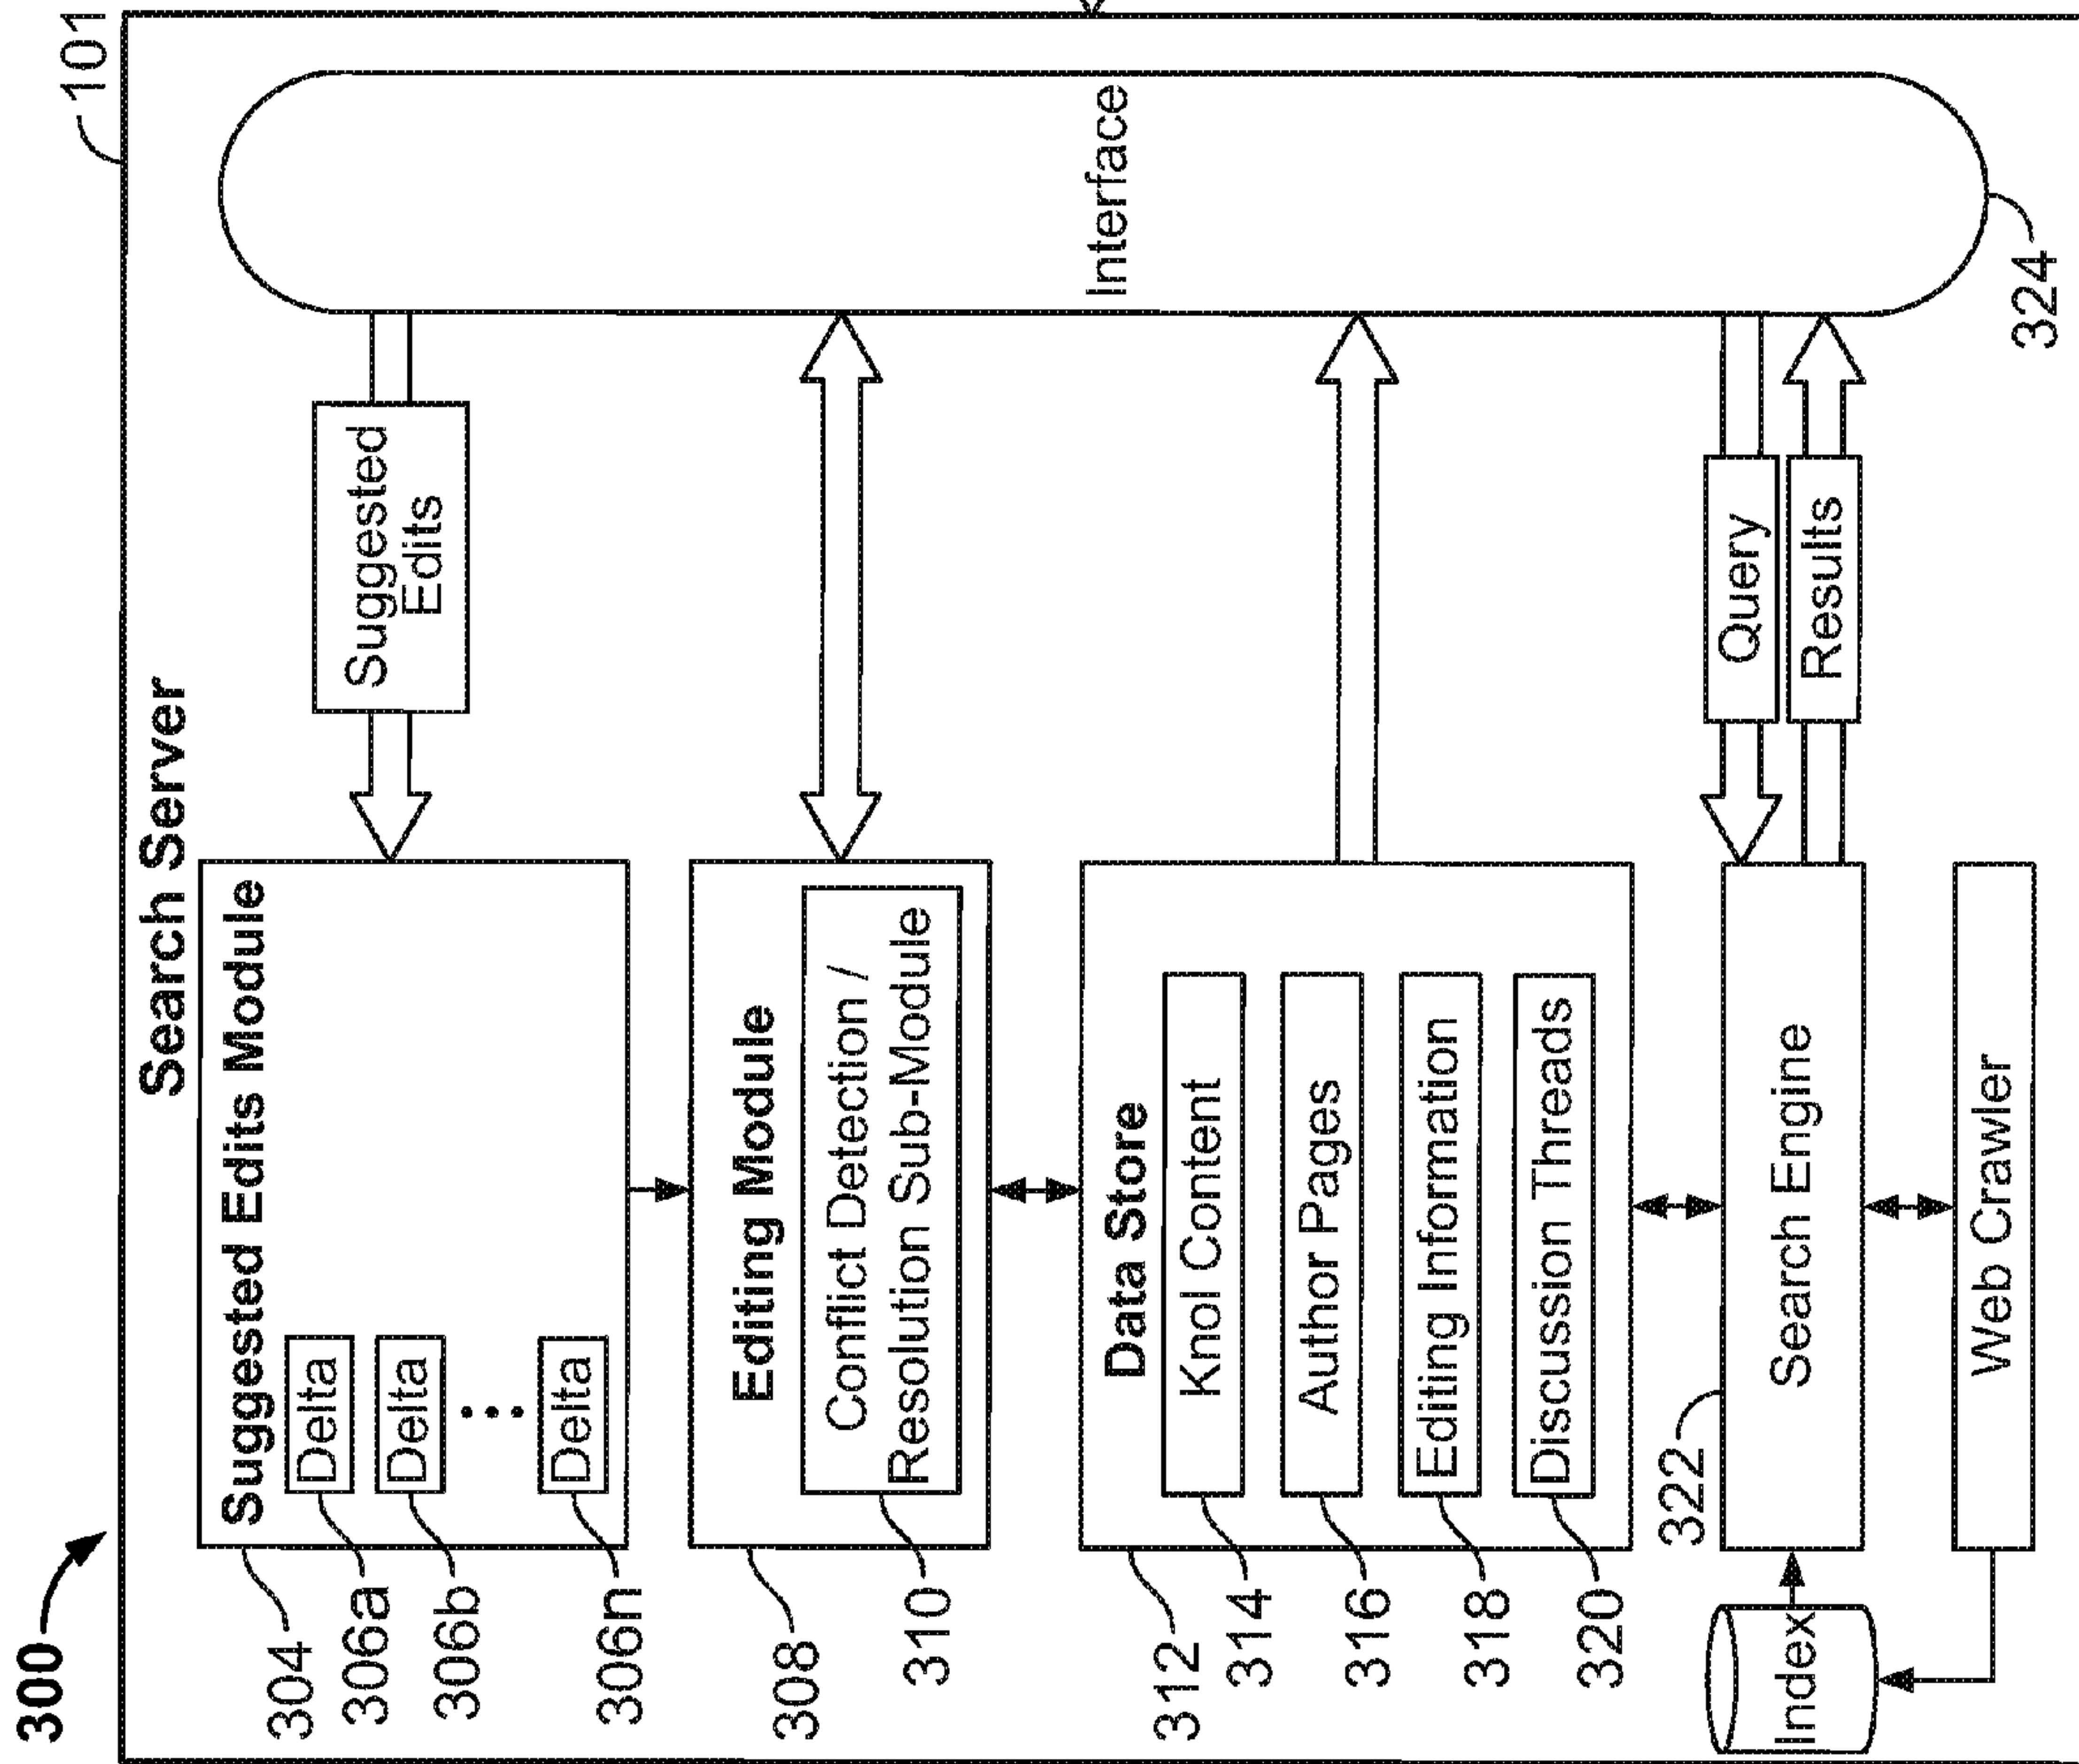 300
101
Search Server
304
Suggested Edits Module
306a
Delta
306b
Delta
...
306n
Delta
Suggested
Edits
308
Editing Module
310
Conflict Detection /
Resolution Sub-Module
Interface
312
Data Store
314
Knol Content
316
Author Pages
318
Editing Information
320
Discussion Threads
322
Search Engine
Query
Results
Index
Web Crawler
324